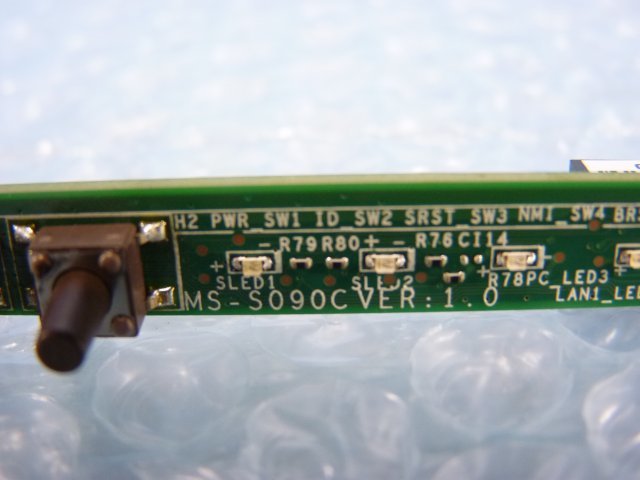 H2 PWR_SW1 ID_SW2 SRST_SW3 NMI_SW4 BRI
- R79 R80 + - R76 C114
+ SLED1 SLED2 + R78 PC_LED3
MS-S090C VER:1.0 LAN1_LE